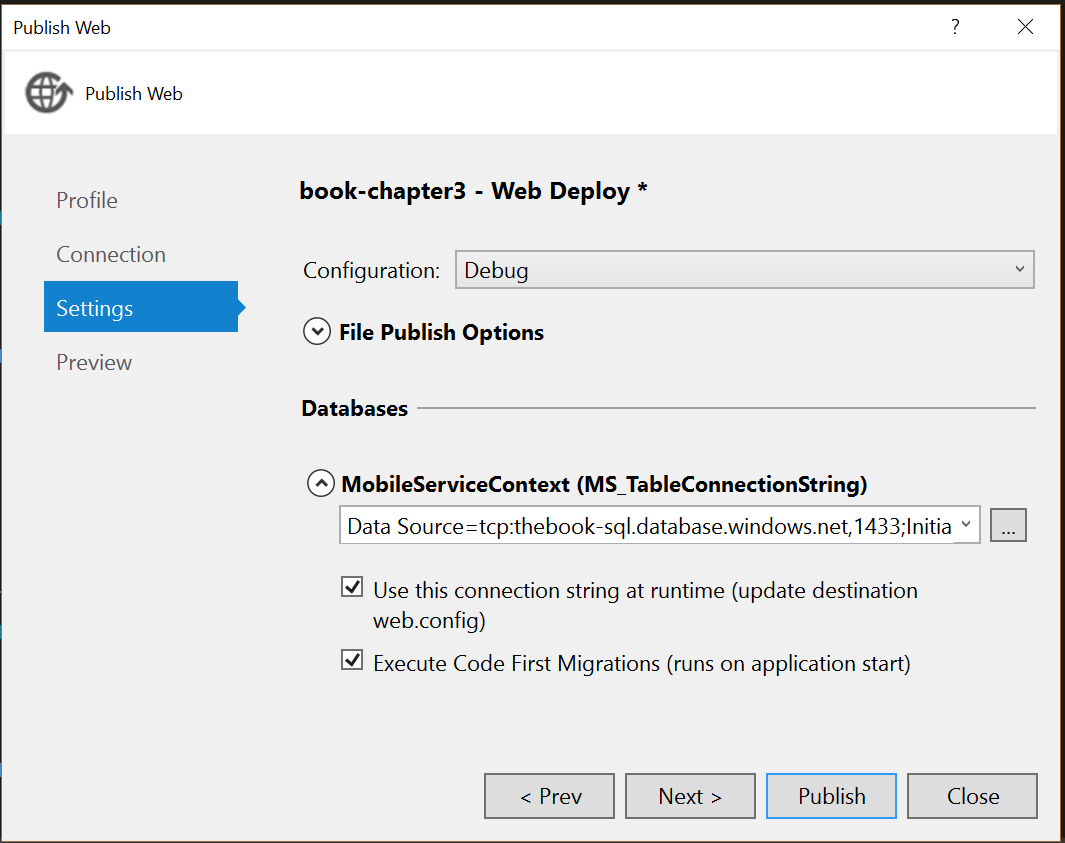 Publish Web
?
Publish Web
Profile
Connection
Settings
Preview
book-chapter3 - Web Deploy *
Configuration: Debug
File Publish Options
Databases
MobileServiceContext (MS_TableConnectionString)
Data Source=tcp:thebook-sql.database.windows.net,1433;Initia
...
Use this connection string at runtime (update destination
web.config)
Execute Code First Migrations (runs on application start)
< Prev
Next >
Publish
Close